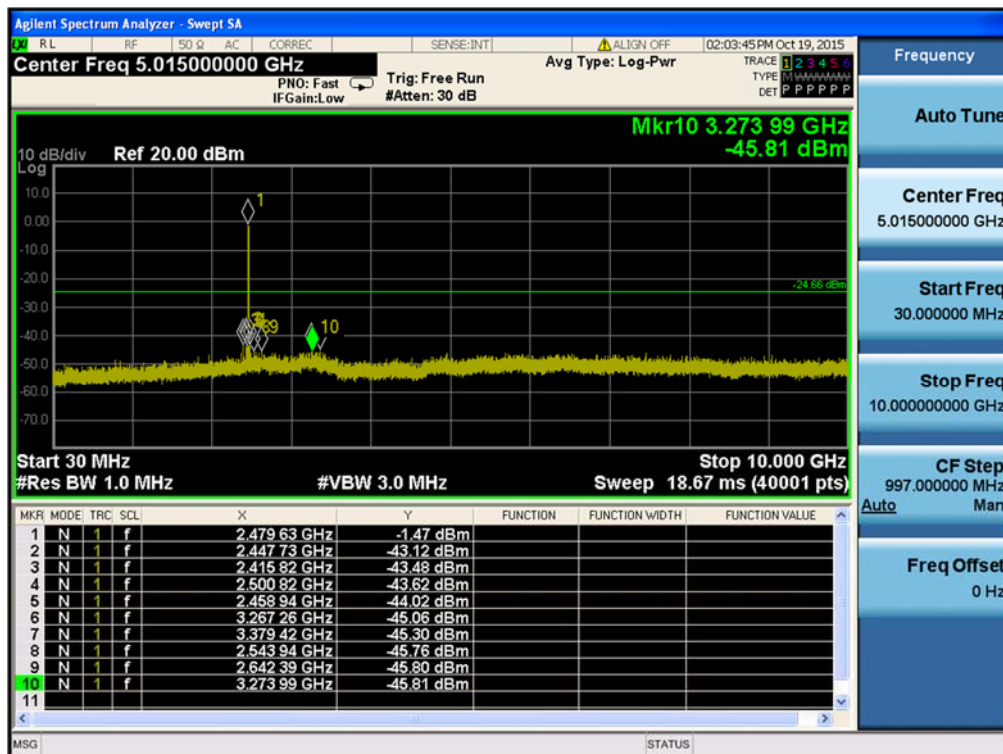 Agilent Spectrum Analyzer - Swept SA
LXI RL RF 50 Ω AC CORREC SENSE:INT ALIGN OFF 02:03:45 PM Oct 19, 2015
Center Freq 5.015000000 GHz
PNO: Fast
IFGain:Low
Trig: Free Run
#Atten: 30 dB
Avg Type: Log-Pwr
TRACE 1 2 3 4 5 6
TYPE M W W W W W
DET P P P P P P
Mkr10 3.273 99 GHz
-45.81 dBm
10 dB/div Ref 20.00 dBm
Log
10.0
0.00
-10.0
-20.0
-30.0
-40.0
-50.0
-60.0
-70.0
1
-24.66 dBm
9
10
Start 30 MHz
Stop 10.000 GHz
#Res BW 1.0 MHz
#VBW 3.0 MHz
Sweep 18.67 ms (40001 pts)
MKR MODE TRC SCL X Y FUNCTION FUNCTION WIDTH FUNCTION VALUE
1 N 1 f 2.479 63 GHz -1.47 dBm
2 N 1 f 2.447 73 GHz -43.12 dBm
3 N 1 f 2.415 82 GHz -43.48 dBm
4 N 1 f 2.500 82 GHz -43.62 dBm
5 N 1 f 2.458 94 GHz -44.02 dBm
6 N 1 f 3.267 26 GHz -45.06 dBm
7 N 1 f 3.379 42 GHz -45.30 dBm
8 N 1 f 2.543 94 GHz -45.76 dBm
9 N 1 f 2.642 39 GHz -45.80 dBm
10 N 1 f 3.273 99 GHz -45.81 dBm
11
MSG
STATUS
Frequency
Auto Tune
Center Freq
5.015000000 GHz
Start Freq
30.000000 MHz
Stop Freq
10.000000000 GHz
CF Step
997.000000 MHz
Auto Man
Freq Offset
0 Hz